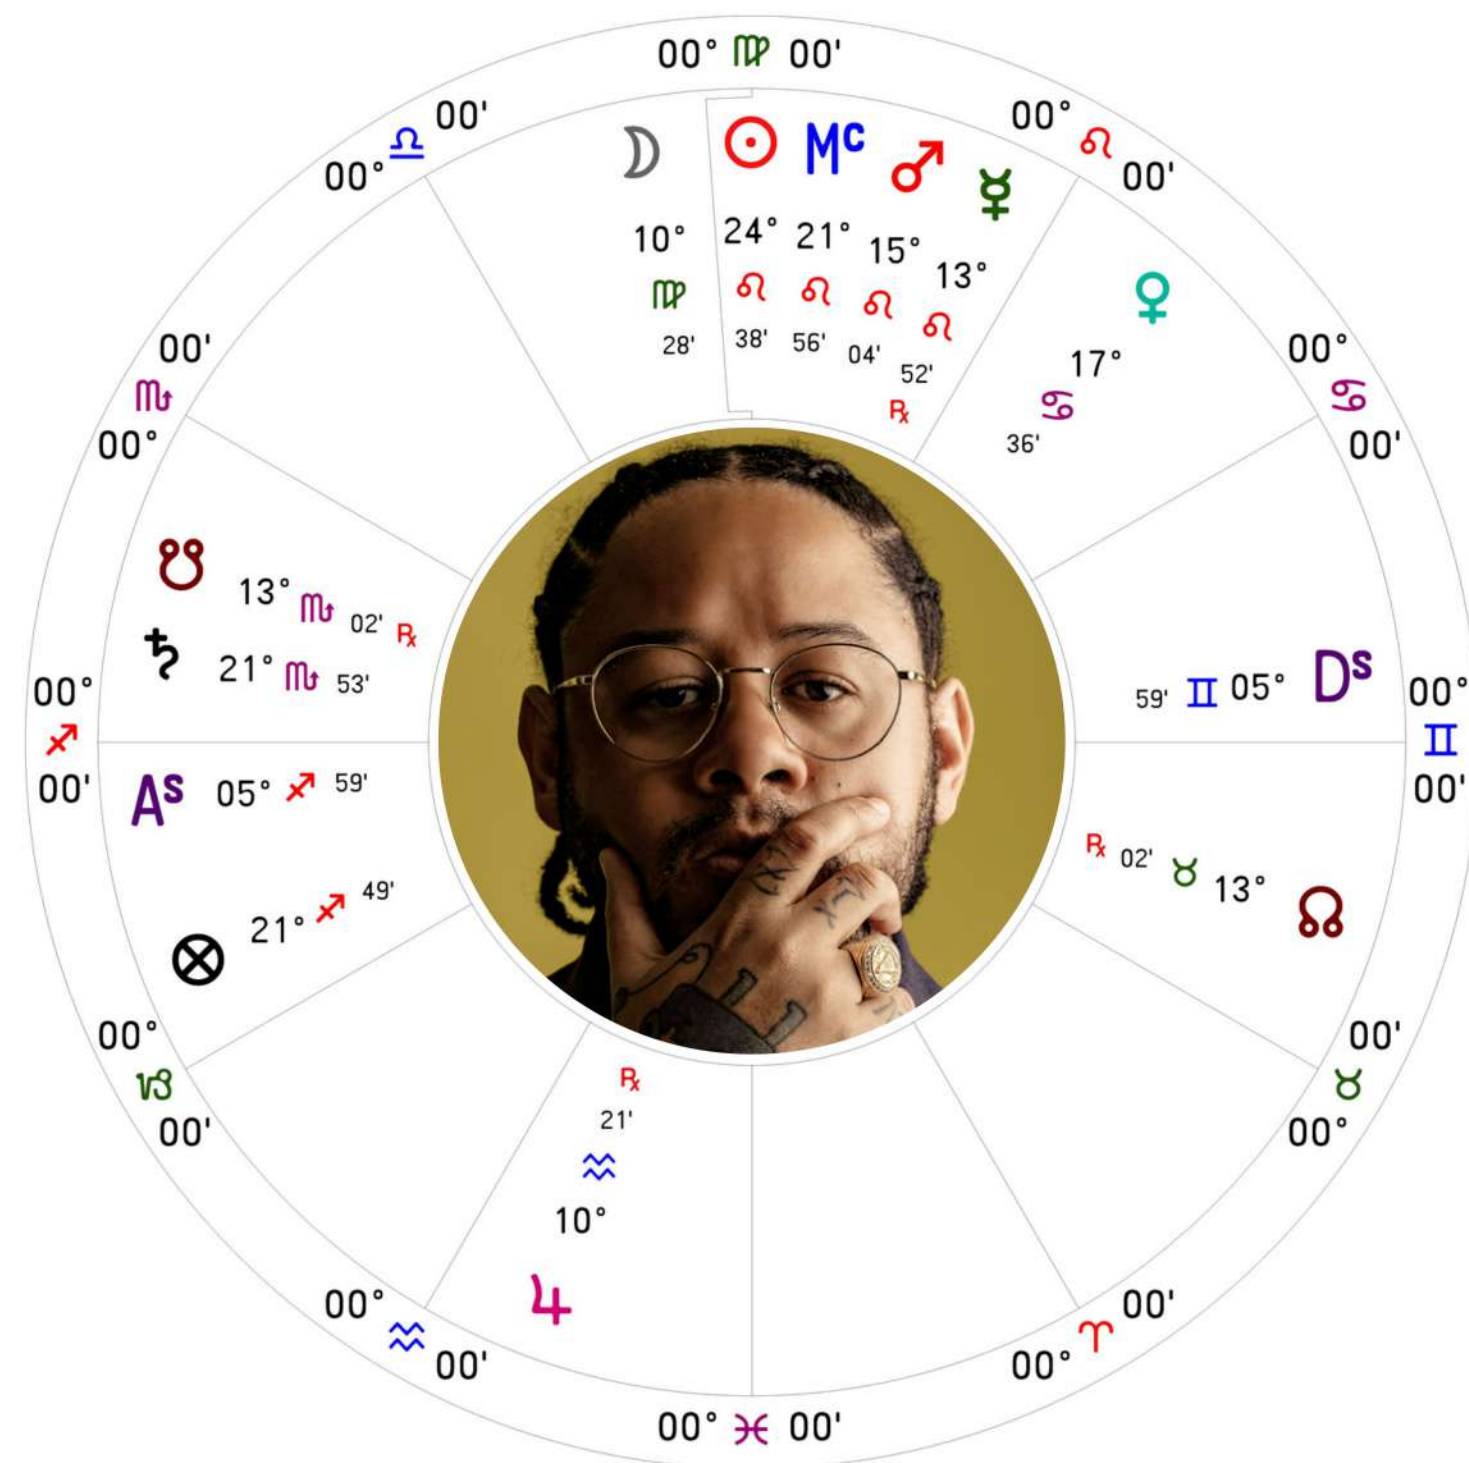 00° ♍ 00'
00° ♎ 00'
00° ♌ 00'
☽ ☉ Mc ♂ ☿
10° 24° 21° 15° 13°
♍ ♌ ♌ ♌ ♌
28' 38' 56' 04' 52'
℞
♀
17°
♋
36'
00° ♏ 00'
00° ♋ 00'
☋ 13° ♏ 02' ℞
♄ 21° ♏ 53'
59' ♊ 05° Ds
00° ♐ 00'
00° ♊ 00'
As 05° ♐ 59'
℞ 02' ♉ 13° ☊
⊗ 21° ♐ 49'
00° ♑ 00'
00° ♉ 00'
℞
21'
♒
10°
♃
00° ♒ 00'
00° ♈ 00'
00° ♓ 00'